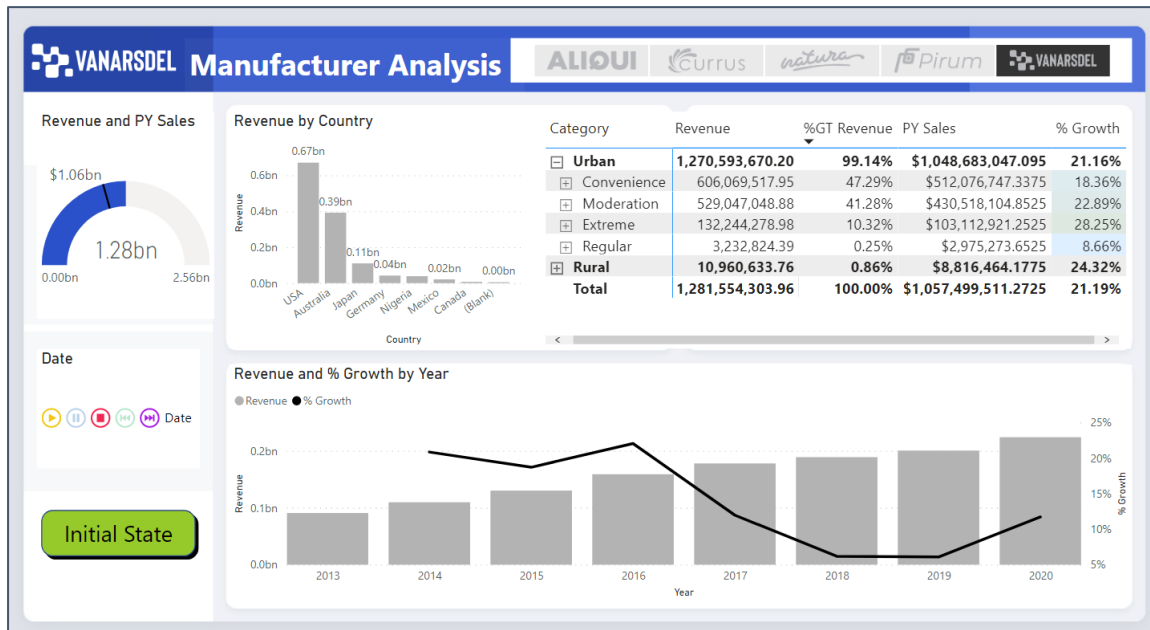 VANARSDEL Manufacturer Analysis
ALIQUI Currus natura Pirum VANARSDEL
Revenue and PY Sales
$1.06bn
1.28bn
0.00bn 2.56bn
Date
Date
Initial State
Revenue by Country
Revenue
0.6bn
0.4bn
0.2bn
0.0bn
0.67bn
0.39bn
0.11bn
0.04bn
0.02bn
0.00bn
USA Australia Japan Germany Nigeria Mexico Canada (Blank)
Country
Category Revenue %GT Revenue PY Sales % Growth
Urban 1,270,593,670.20 99.14% $1,048,683,047.095 21.16%
Convenience 606,069,517.95 47.29% $512,076,747.3375 18.36%
Moderation 529,047,048.88 41.28% $430,518,104.8525 22.89%
Extreme 132,244,278.98 10.32% $103,112,921.2525 28.25%
Regular 3,232,824.39 0.25% $2,975,273.6525 8.66%
Rural 10,960,633.76 0.86% $8,816,464.1775 24.32%
Total 1,281,554,303.96 100.00% $1,057,499,511.2725 21.19%
Revenue and % Growth by Year
Revenue % Growth
Revenue
0.2bn
0.1bn
0.0bn
25%
20%
15%
10%
5%
% Growth
2013 2014 2015 2016 2017 2018 2019 2020
Year